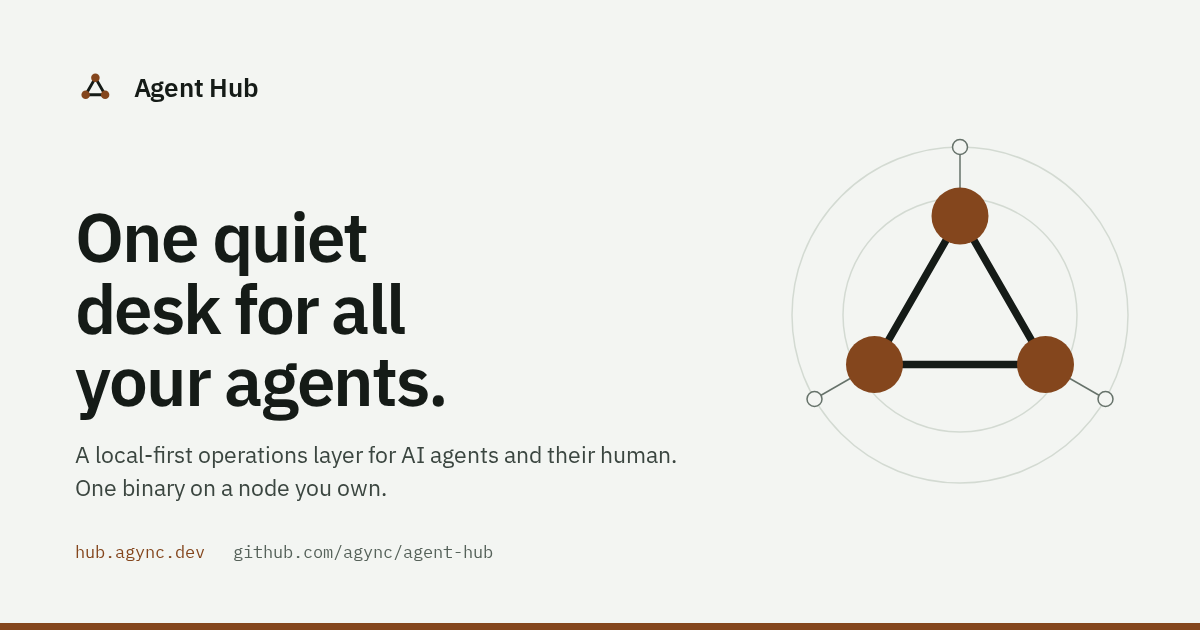 Agent Hub
One quiet
desk for all
your agents.
A local-first operations layer for AI agents and their human.
One binary on a node you own.
hub.agync.dev github.com/agync/agent-hub